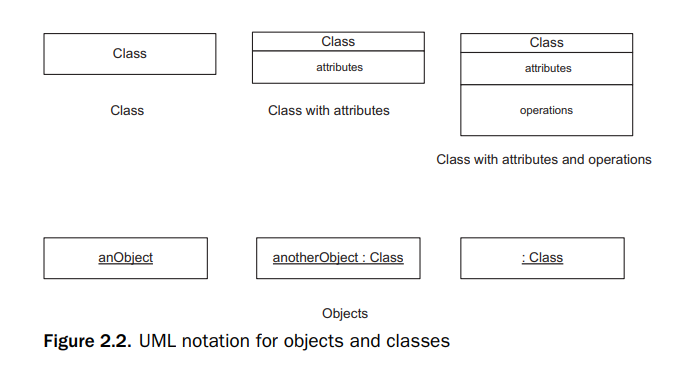 Class
Class
Class
attributes
attributes
operations
Class
Class with attributes
Class with attributes and operations
anObject
anotherObject : Class
: Class
Objects
Figure 2.2. UML notation for objects and classes